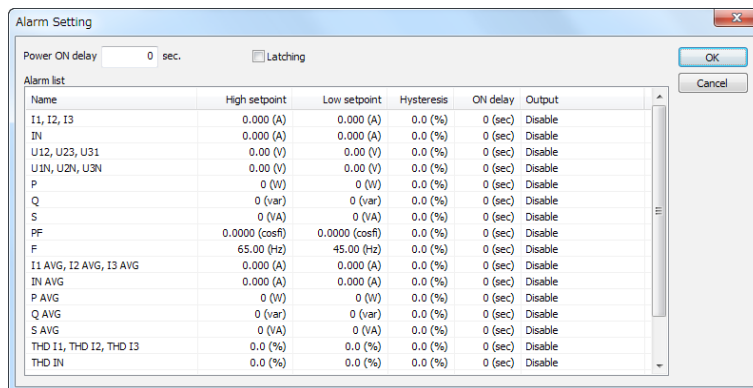 Alarm Setting
Power ON delay 0 sec. Latching
OK
Cancel
Alarm list
Name High setpoint Low setpoint Hysteresis ON delay Output
I1, I2, I3 0.000 (A) 0.000 (A) 0.0 (%) 0 (sec) Disable
IN 0.000 (A) 0.000 (A) 0.0 (%) 0 (sec) Disable
U12, U23, U31 0.00 (V) 0.00 (V) 0.0 (%) 0 (sec) Disable
U1N, U2N, U3N 0.00 (V) 0.00 (V) 0.0 (%) 0 (sec) Disable
P 0 (W) 0 (W) 0.0 (%) 0 (sec) Disable
Q 0 (var) 0 (var) 0.0 (%) 0 (sec) Disable
S 0 (VA) 0 (VA) 0.0 (%) 0 (sec) Disable
PF 0.0000 (cosfi) 0.0000 (cosfi) 0.0 (%) 0 (sec) Disable
F 65.00 (Hz) 45.00 (Hz) 0.0 (%) 0 (sec) Disable
I1 AVG, I2 AVG, I3 AVG 0.000 (A) 0.000 (A) 0.0 (%) 0 (sec) Disable
IN AVG 0.000 (A) 0.000 (A) 0.0 (%) 0 (sec) Disable
P AVG 0 (W) 0 (W) 0.0 (%) 0 (sec) Disable
Q AVG 0 (var) 0 (var) 0.0 (%) 0 (sec) Disable
S AVG 0 (VA) 0 (VA) 0.0 (%) 0 (sec) Disable
THD I1, THD I2, THD I3 0.0 (%) 0.0 (%) 0.0 (%) 0 (sec) Disable
THD IN 0.0 (%) 0.0 (%) 0.0 (%) 0 (sec) Disable